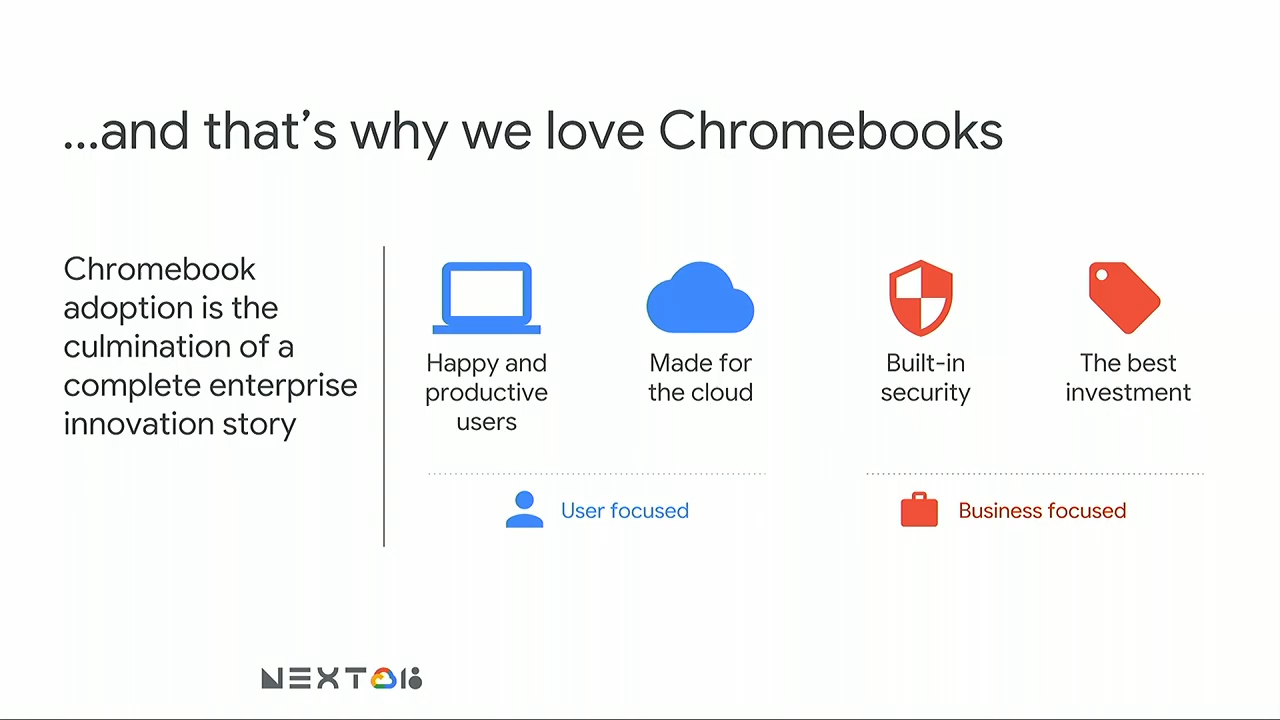 ...and that's why we love Chromebooks
Chromebook
adoption is the
culmination of a
complete enterprise
innovation story
Happy and
productive
users
Made for
the cloud
Built-in
security
The best
investment
User focused
Business focused
NEXT 18